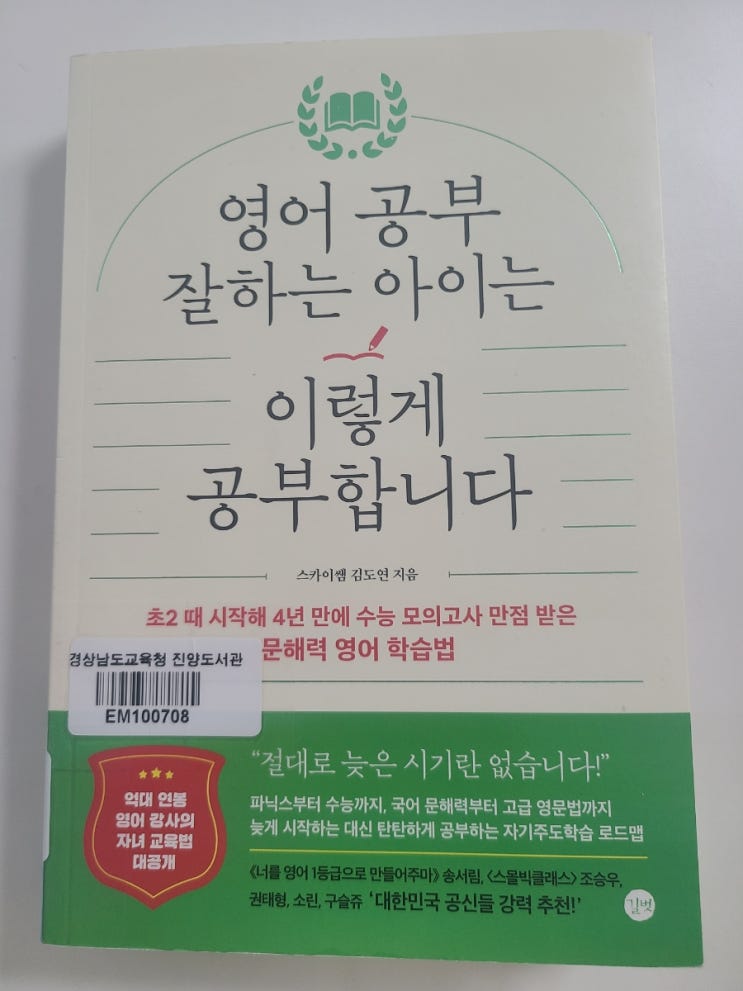 영어 공부
잘하는 아이는
이렇게
공부합니다
스카이쌤 김도연 지음
초2 때 시작해 4년 만에 수능 모의고사 만점 받은
문해력 영어 학습법
경상남도교육청 진양도서관
EM100708
억대 연봉
영어 강사의
자녀 교육법
대공개
“절대로 늦은 시기란 없습니다!”
파닉스부터 수능까지, 국어 문해력부터 고급 영문법까지
늦게 시작하는 대신 탄탄하게 공부하는 자기주도학습 로드맵
《너를 영어 1등급으로 만들어주마》 송서림, 〈스몰빅클래스〉 조승우,
권태형, 소린, 구슬쥬 ‘대한민국 공신들 강력 추천!’
길벗